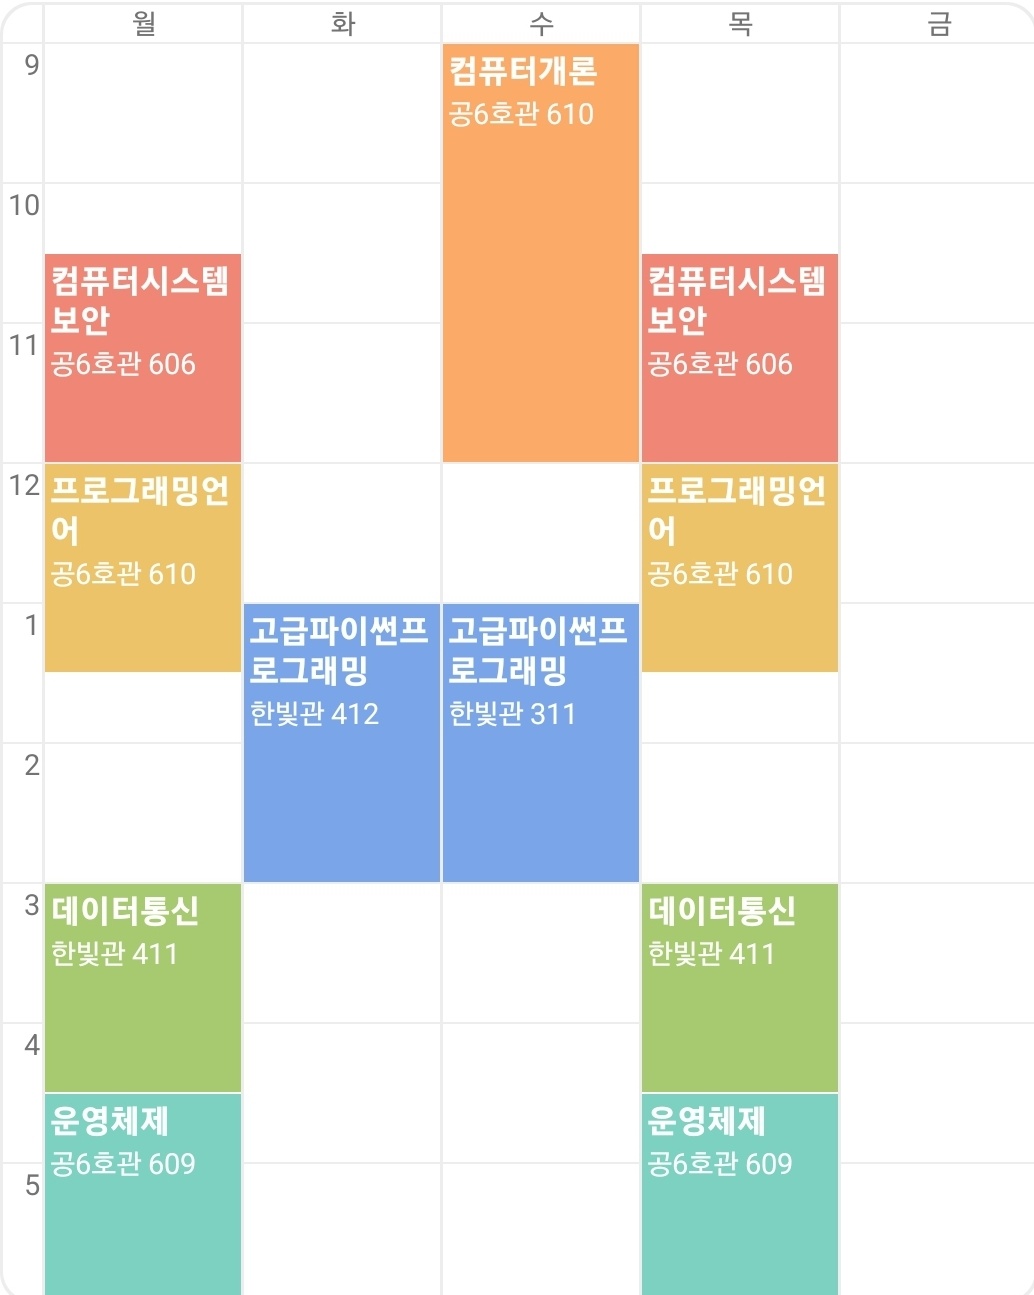 월 화 수 목 금
9
컴퓨터개론
공6호관 610
10
컴퓨터시스템
보안
공6호관 606
컴퓨터시스템
보안
공6호관 606
11
12
프로그래밍언
어
공6호관 610
프로그래밍언
어
공6호관 610
1
고급파이썬프
로그래밍
한빛관 412
고급파이썬프
로그래밍
한빛관 311
2
3
데이터통신
한빛관 411
데이터통신
한빛관 411
4
운영체제
공6호관 609
운영체제
공6호관 609
5